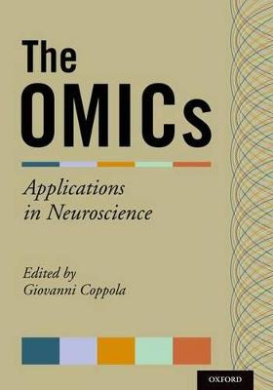 The
OMICs
Applications
in Neuroscience
Edited by
Giovanni Coppola
OXFORD